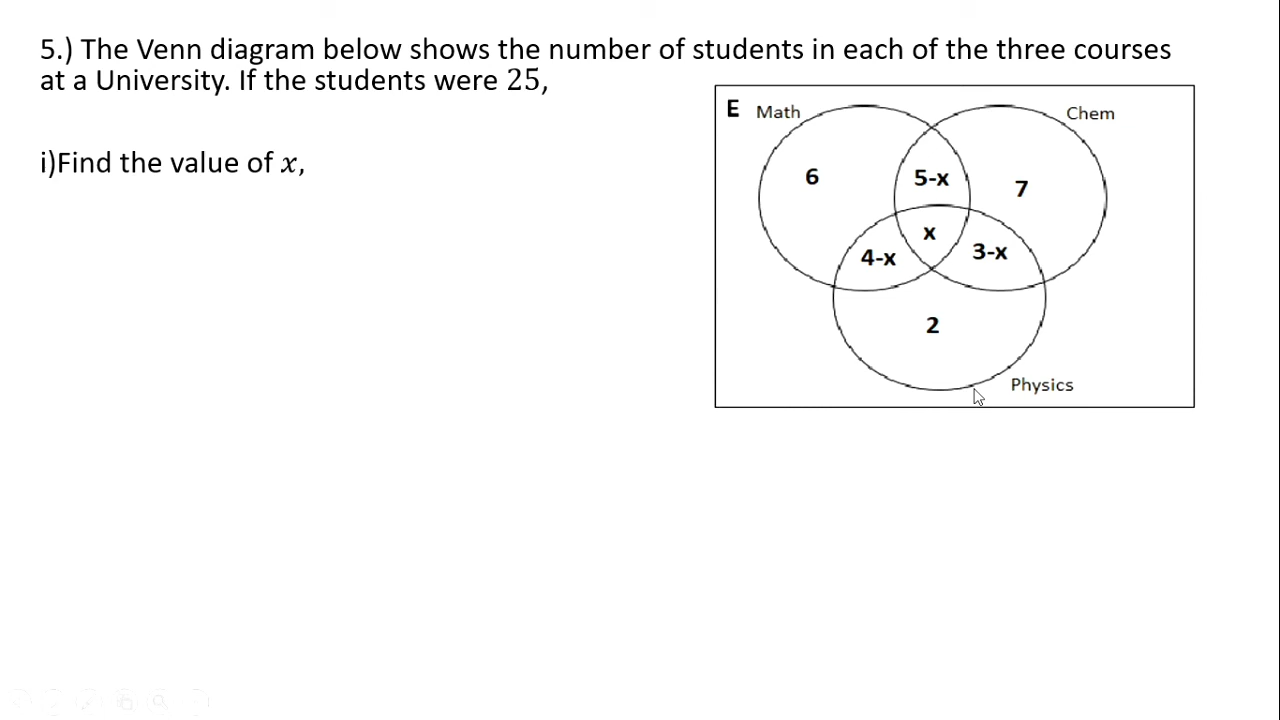 5.) The Venn diagram below shows the number of students in each of the three courses
at a University. If the students were 25,
E Math Chem
i)Find the value of x,
6 5-x 7
x
4-x 3-x
2
Physics